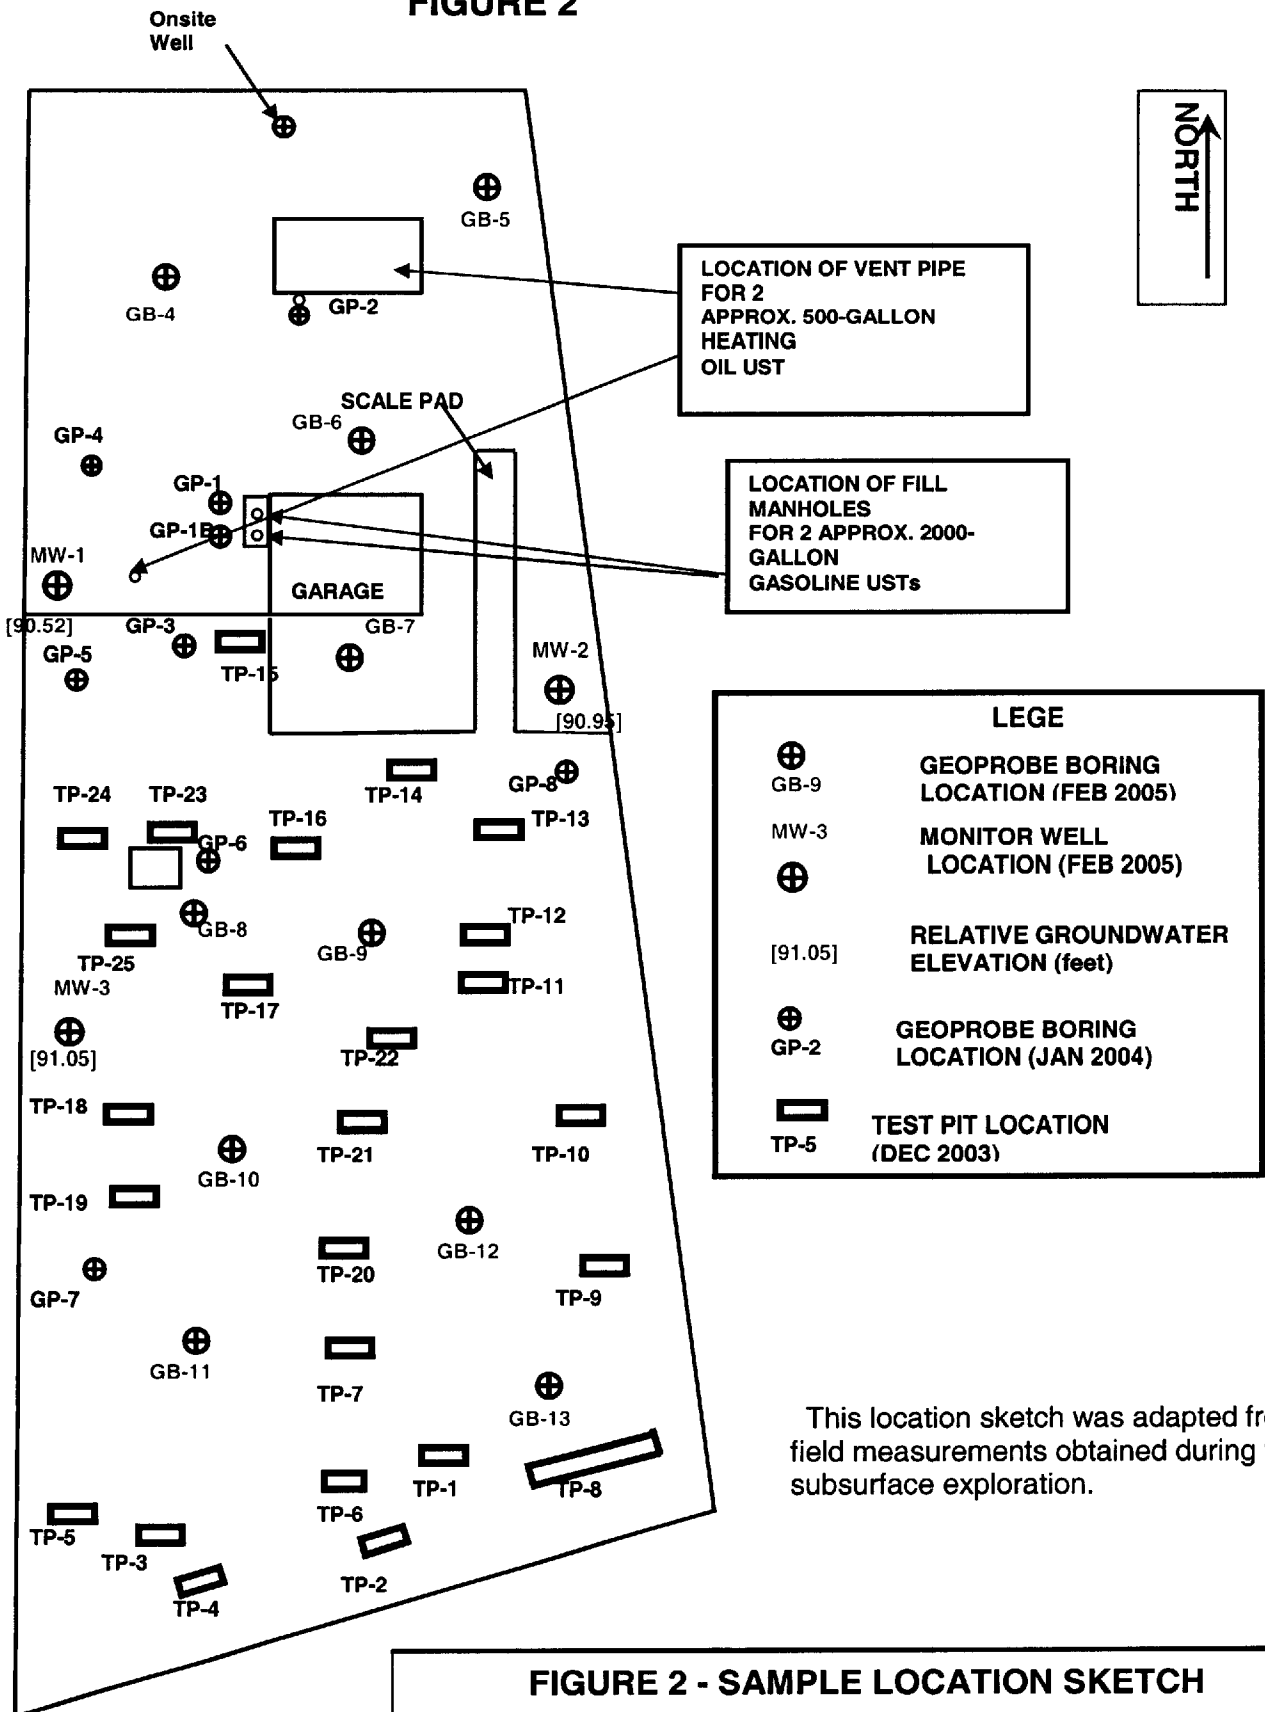 FIGURE 2
Onsite
Well
NORTH
GB-5
LOCATION OF VENT PIPE
FOR 2
APPROX. 500-GALLON
HEATING
OIL UST
GB-4
GP-2
SCALE PAD
GB-6
GP-4
GP-1
GP-1B
LOCATION OF FILL
MANHOLES
FOR 2 APPROX. 2000-
GALLON
GASOLINE USTs
MW-1
GARAGE
[90.52]
GP-3
GB-7
GP-5
TP-15
MW-2
[90.95]
TP-14
GP-8
TP-24
TP-23
TP-16
TP-13
GP-6
GB-8
GB-9
TP-12
TP-25
MW-3
TP-17
TP-11
[91.05]
TP-22
TP-18
TP-21
TP-10
GB-10
TP-19
GB-12
TP-20
GP-7
TP-9
GB-11
TP-7
GB-13
TP-1
TP-8
TP-6
TP-5
TP-3
TP-2
TP-4
LEGE
GB-9
GEOPROBE BORING
LOCATION (FEB 2005)
MW-3
MONITOR WELL
LOCATION (FEB 2005)
[91.05]
RELATIVE GROUNDWATER
ELEVATION (feet)
GP-2
GEOPROBE BORING
LOCATION (JAN 2004)
TP-5
TEST PIT LOCATION
(DEC 2003)
This location sketch was adapted
field measurements obtained during
subsurface exploration.
FIGURE 2 - SAMPLE LOCATION SKETCH